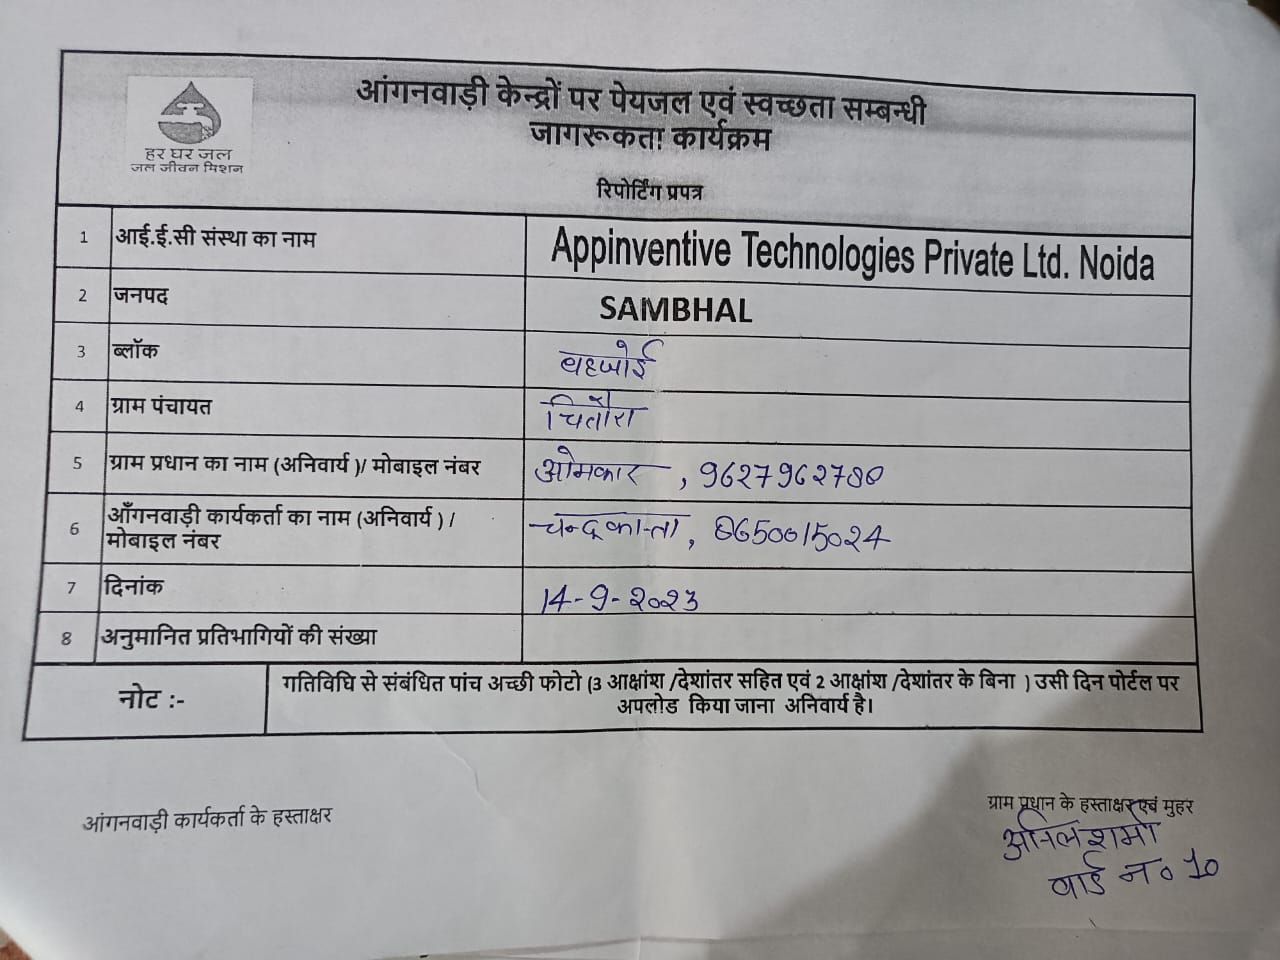 हर घर जल
जल जीवन मिशन
आंगनवाड़ी केन्द्रों पर पेयजल एवं स्वच्छता सम्बन्धी
जागरूकता कार्यक्रम
रिपोर्टिंग प्रपत्र
1 आई.ई.सी संस्था का नाम Appinventive Technologies Private Ltd. Noida
2 जनपद SAMBHAL
3 ब्लॉक बहजोई
4 ग्राम पंचायत चितौरा
5 ग्राम प्रधान का नाम (अनिवार्य )/ मोबाइल नंबर ओमकार , 9627962780
6 आँगनवाड़ी कार्यकर्ता का नाम (अनिवार्य ) /
मोबाइल नंबर चन्द्रकान्ता, 8650015024
7 दिनांक 14-9-2023
8 अनुमानित प्रतिभागियों की संख्या
नोट :- गतिविधि से संबंधित पांच अच्छी फोटो (3 आक्षांश /देशांतर सहित एवं 2 आक्षांश /देशांतर के बिना ) उसी दिन पोर्टल पर
अपलोड किया जाना अनिवार्य है।
आंगनवाड़ी कार्यकर्ता के हस्ताक्षर
ग्राम प्रधान के हस्ताक्षर एवं मुहर
अनिल शर्मा
वार्ड न० 10